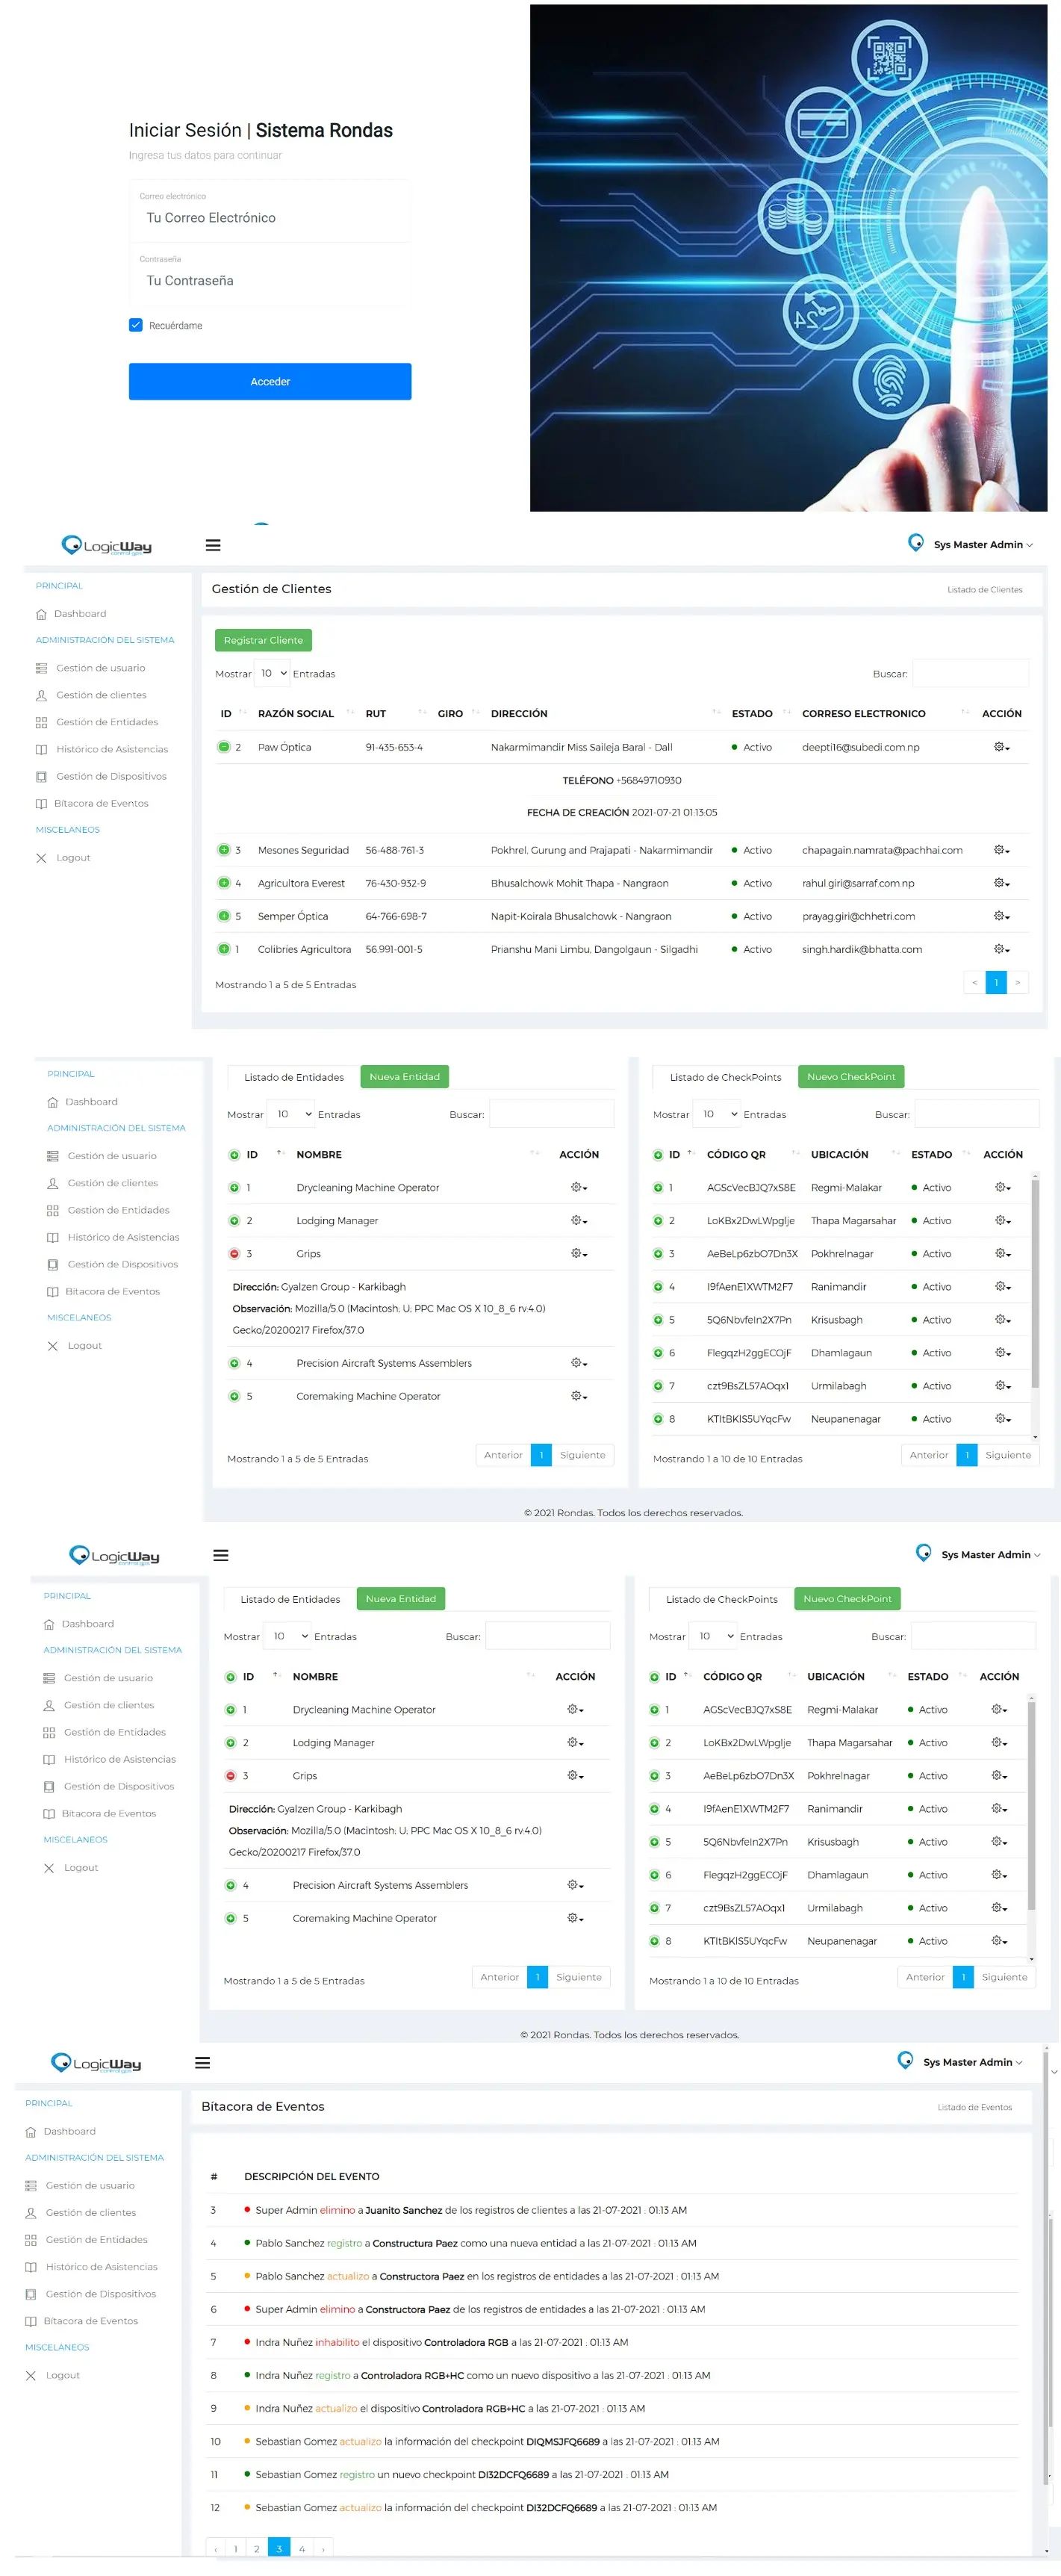 Iniciar Sesión | Sistema Rondas
Ingresa tus datos para continuar
Correo electrónico
Tu Correo Electrónico
Contraseña
Tu Contraseña
Recuérdame
Acceder
24
LogicWay
control gps
Sys Master Admin
PRINCIPAL
Dashboard
ADMINISTRACIÓN DEL SISTEMA
Gestión de usuario
Gestión de clientes
Gestión de Entidades
Histórico de Asistencias
Gestión de Dispositivos
Bítacora de Eventos
MISCELANEOS
Logout
Gestión de Clientes
Listado de Clientes
Registrar Cliente
Mostrar 10 Entradas
Buscar:
ID RAZÓN SOCIAL RUT GIRO DIRECCIÓN ESTADO CORRESO ELECTRONICO ACCIÓN
2 Paw Óptica 91-435-653-4 Nakarmimandir Miss Saileja Baral - Dall Activo deepti16@subedi.com.np
TELÉFONO +56849710930
FECHA DE CREACIÓN 2021-07-21 01:13:05
3 Mesones Seguridad 56-488-761-3 Pokhrel, Gurung and Prajapati - Nakarmimandir Activo chapagain.namrata@pachhai.com
4 Agricultora Everest 76-430-932-9 Bhusalchowk Mohit Thapa - Nangraon Activo rahul.giri@sarraf.com.np
5 Semper Óptica 64-766-698-7 Napit-Koirala Bhusalchowk - Nangraon Activo prayag.giri@chhetri.com
1 Colibries Agricultora 56.991-001-5 Prianshu Mani Limbu, Dangolgaun - Silgadhi Activo singh.hardik@bhatta.com
Mostrando 1 a 5 de 5 Entradas
< 1 >
PRINCIPAL
Dashboard
ADMINISTRACIÓN DEL SISTEMA
Gestión de usuario
Gestión de clientes
Gestión de Entidades
Histórico de Asistencias
Gestión de Dispositivos
Bítacora de Eventos
MISCELANEOS
Logout
Listado de Entidades Nueva Entidad
Mostrar 10 Entradas Buscar:
ID NOMBRE ACCIÓN
1 Drycleaning Machine Operator
2 Lodging Manager
3 Grips
Dirección: Gyalzen Group - Karkibagh
Observación: Mozilla/5.0 (Macintosh; U; PPC Mac OS X 10_8_6 rv:4.0)
Gecko/20200217 Firefox/37.0
4 Precision Aircraft Systems Assemblers
5 Coremaking Machine Operator
Mostrando 1 a 5 de 5 Entradas
Anterior 1 Siguiente
Listado de CheckPoints Nuevo CheckPoint
Mostrar 10 Entradas Buscar:
ID CÓDIGO QR UBICACIÓN ESTADO ACCIÓN
1 AGScVecBJQ7xS8E Regmi-Malakar Activo
2 LoKBx2DwLWpglje Thapa Magarsahar Activo
3 AeBeLp6zbO7Dn3X Pokhrelnagar Activo
4 I9fAenE1XWTM2F7 Ranimandir Activo
5 5Q6NbvfeIn2X7Pn Krisusbagh Activo
6 FlegqzH2ggECOjF Dhamlagaun Activo
7 czt9BsZL57AOqx1 Urmilabagh Activo
8 KTItBKlS5UYqcFw Neupanenagar Activo
Mostrando 1 a 10 de 10 Entradas
Anterior 1 Siguiente
© 2021 Rondas. Todos los derechos reservados.
LogicWay
control gps
Sys Master Admin
PRINCIPAL
Dashboard
ADMINISTRACIÓN DEL SISTEMA
Gestión de usuario
Gestión de clientes
Gestión de Entidades
Histórico de Asistencias
Gestión de Dispositivos
Bítacora de Eventos
MISCELANEOS
Logout
Listado de Entidades Nueva Entidad
Mostrar 10 Entradas Buscar:
ID NOMBRE ACCIÓN
1 Drycleaning Machine Operator
2 Lodging Manager
3 Grips
Dirección: Gyalzen Group - Karkibagh
Observación: Mozilla/5.0 (Macintosh; U; PPC Mac OS X 10_8_6 rv:4.0)
Gecko/20200217 Firefox/37.0
4 Precision Aircraft Systems Assemblers
5 Coremaking Machine Operator
Mostrando 1 a 5 de 5 Entradas
Anterior 1 Siguiente
Listado de CheckPoints Nuevo CheckPoint
Mostrar 10 Entradas Buscar:
ID CÓDIGO QR UBICACIÓN ESTADO ACCIÓN
1 AGScVecBJQ7xS8E Regmi-Malakar Activo
2 LoKBx2DwLWpglje Thapa Magarsahar Activo
3 AeBeLp6zbO7Dn3X Pokhrelnagar Activo
4 I9fAenE1XWTM2F7 Ranimandir Activo
5 5Q6NbvfeIn2X7Pn Krisusbagh Activo
6 FlegqzH2ggECOjF Dhamlagaun Activo
7 czt9BsZL57AOqx1 Urmilabagh Activo
8 KTItBKlS5UYqcFw Neupanenagar Activo
Mostrando 1 a 10 de 10 Entradas
Anterior 1 Siguiente
© 2021 Rondas. Todos los derechos reservados.
LogicWay
control gps
Sys Master Admin
PRINCIPAL
Dashboard
ADMINISTRACIÓN DEL SISTEMA
Gestión de usuario
Gestión de clientes
Gestión de Entidades
Histórico de Asistencias
Gestión de Dispositivos
Bítacora de Eventos
MISCELANEOS
Logout
Bítacora de Eventos
Listado de Eventos
# DESCRIPCIÓN DEL EVENTO
3 Super Admin elimino a Juanito Sanchez de los registros de clientes a las 21-07-2021 : 01:13 AM
4 Pablo Sanchez registro a Constructura Paez como una nueva entidad a las 21-07-2021 : 01:13 AM
5 Pablo Sanchez actualizo a Constructora Paez en los registros de entidades a las 21-07-2021 : 01:13 AM
6 Super Admin elimino a Constructora Paez de los registros de entidades a las 21-07-2021 : 01:13 AM
7 Indra Nuñez inhabilito el dispositivo Controladora RGB a las 21-07-2021 : 01:13 AM
8 Indra Nuñez registro a Controladora RGB+HC como un nuevo dispositivo a las 21-07-2021 : 01:13 AM
9 Indra Nuñez actualizo el dispositivo Controladora RGB+HC a las 21-07-2021 : 01:13 AM
10 Sebastian Gomez actualizo la información del checkpoint DIQMSJFQ6689 a las 21-07-2021 : 01:13 AM
11 Sebastian Gomez registro un nuevo checkpoint DI32DCFQ6689 a las 21-07-2021 : 01:13 AM
12 Sebastian Gomez actualizo la información del checkpoint DI32DCFQ6689 a las 21-07-2021 : 01:13 AM
‹ 1 2 3 4 ›